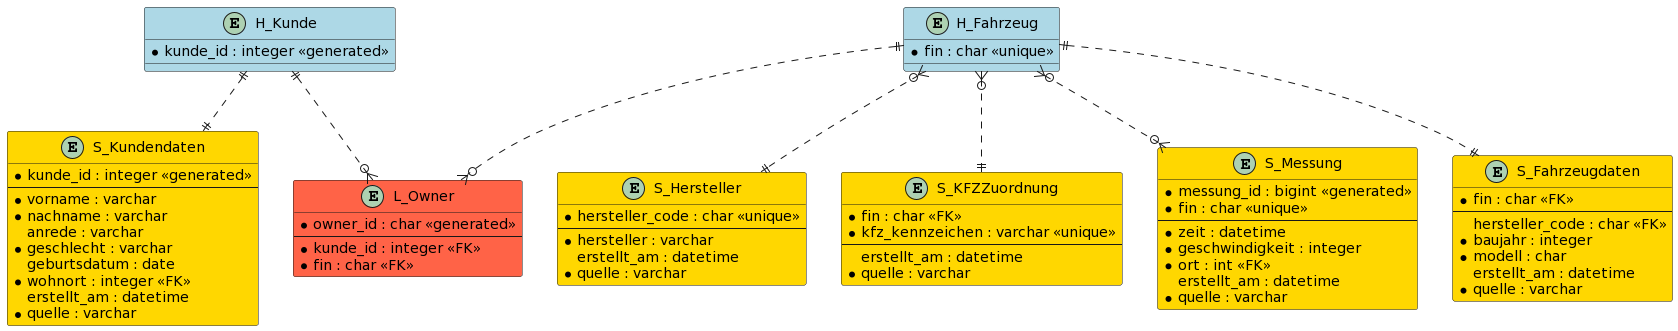 E H_Kunde
kunde_id : integer «generated»
E H_Fahrzeug
fin : char «unique»
E S_Kundendaten
kunde_id : integer «generated»
vorname : varchar
nachname : varchar
anrede : varchar
geschlecht : varchar
geburtsdatum : date
wohnort : integer «FK»
erstellt_am : datetime
quelle : varchar
E L_Owner
owner_id : char «generated»
kunde_id : integer «FK»
fin : char «FK»
E S_Hersteller
hersteller_code : char «unique»
hersteller : varchar
erstellt_am : datetime
quelle : varchar
E S_KFZZuordnung
fin : char «FK»
kfz_kennzeichen : varchar «unique»
erstellt_am : datetime
quelle : varchar
E S_Messung
messung_id : bigint «generated»
fin : char «unique»
zeit : datetime
geschwindigkeit : integer
ort : int «FK»
erstellt_am : datetime
quelle : varchar
E S_Fahrzeugdaten
fin : char «FK»
hersteller_code : char «FK»
baujahr : integer
modell : char
erstellt_am : datetime
quelle : varchar